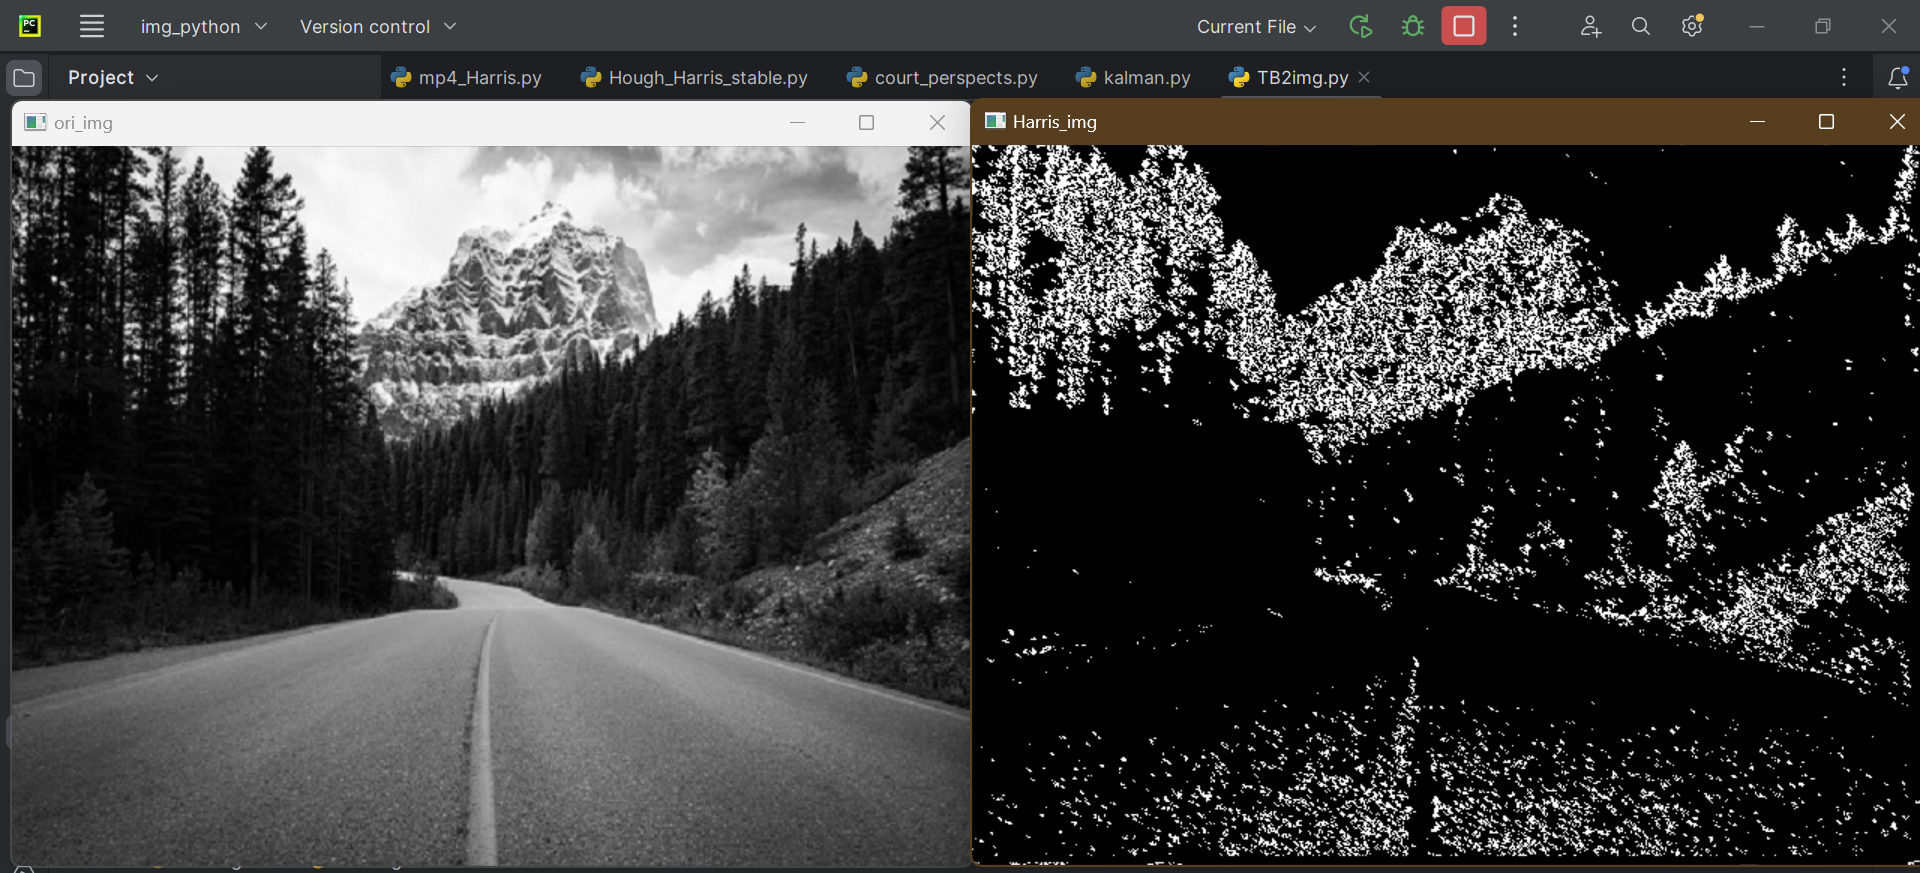 PC img_python Version control Current File
Project mp4_Harris.py Hough_Harris_stable.py court_perspects.py kalman.py TB2img.py
ori_img
Harris_img